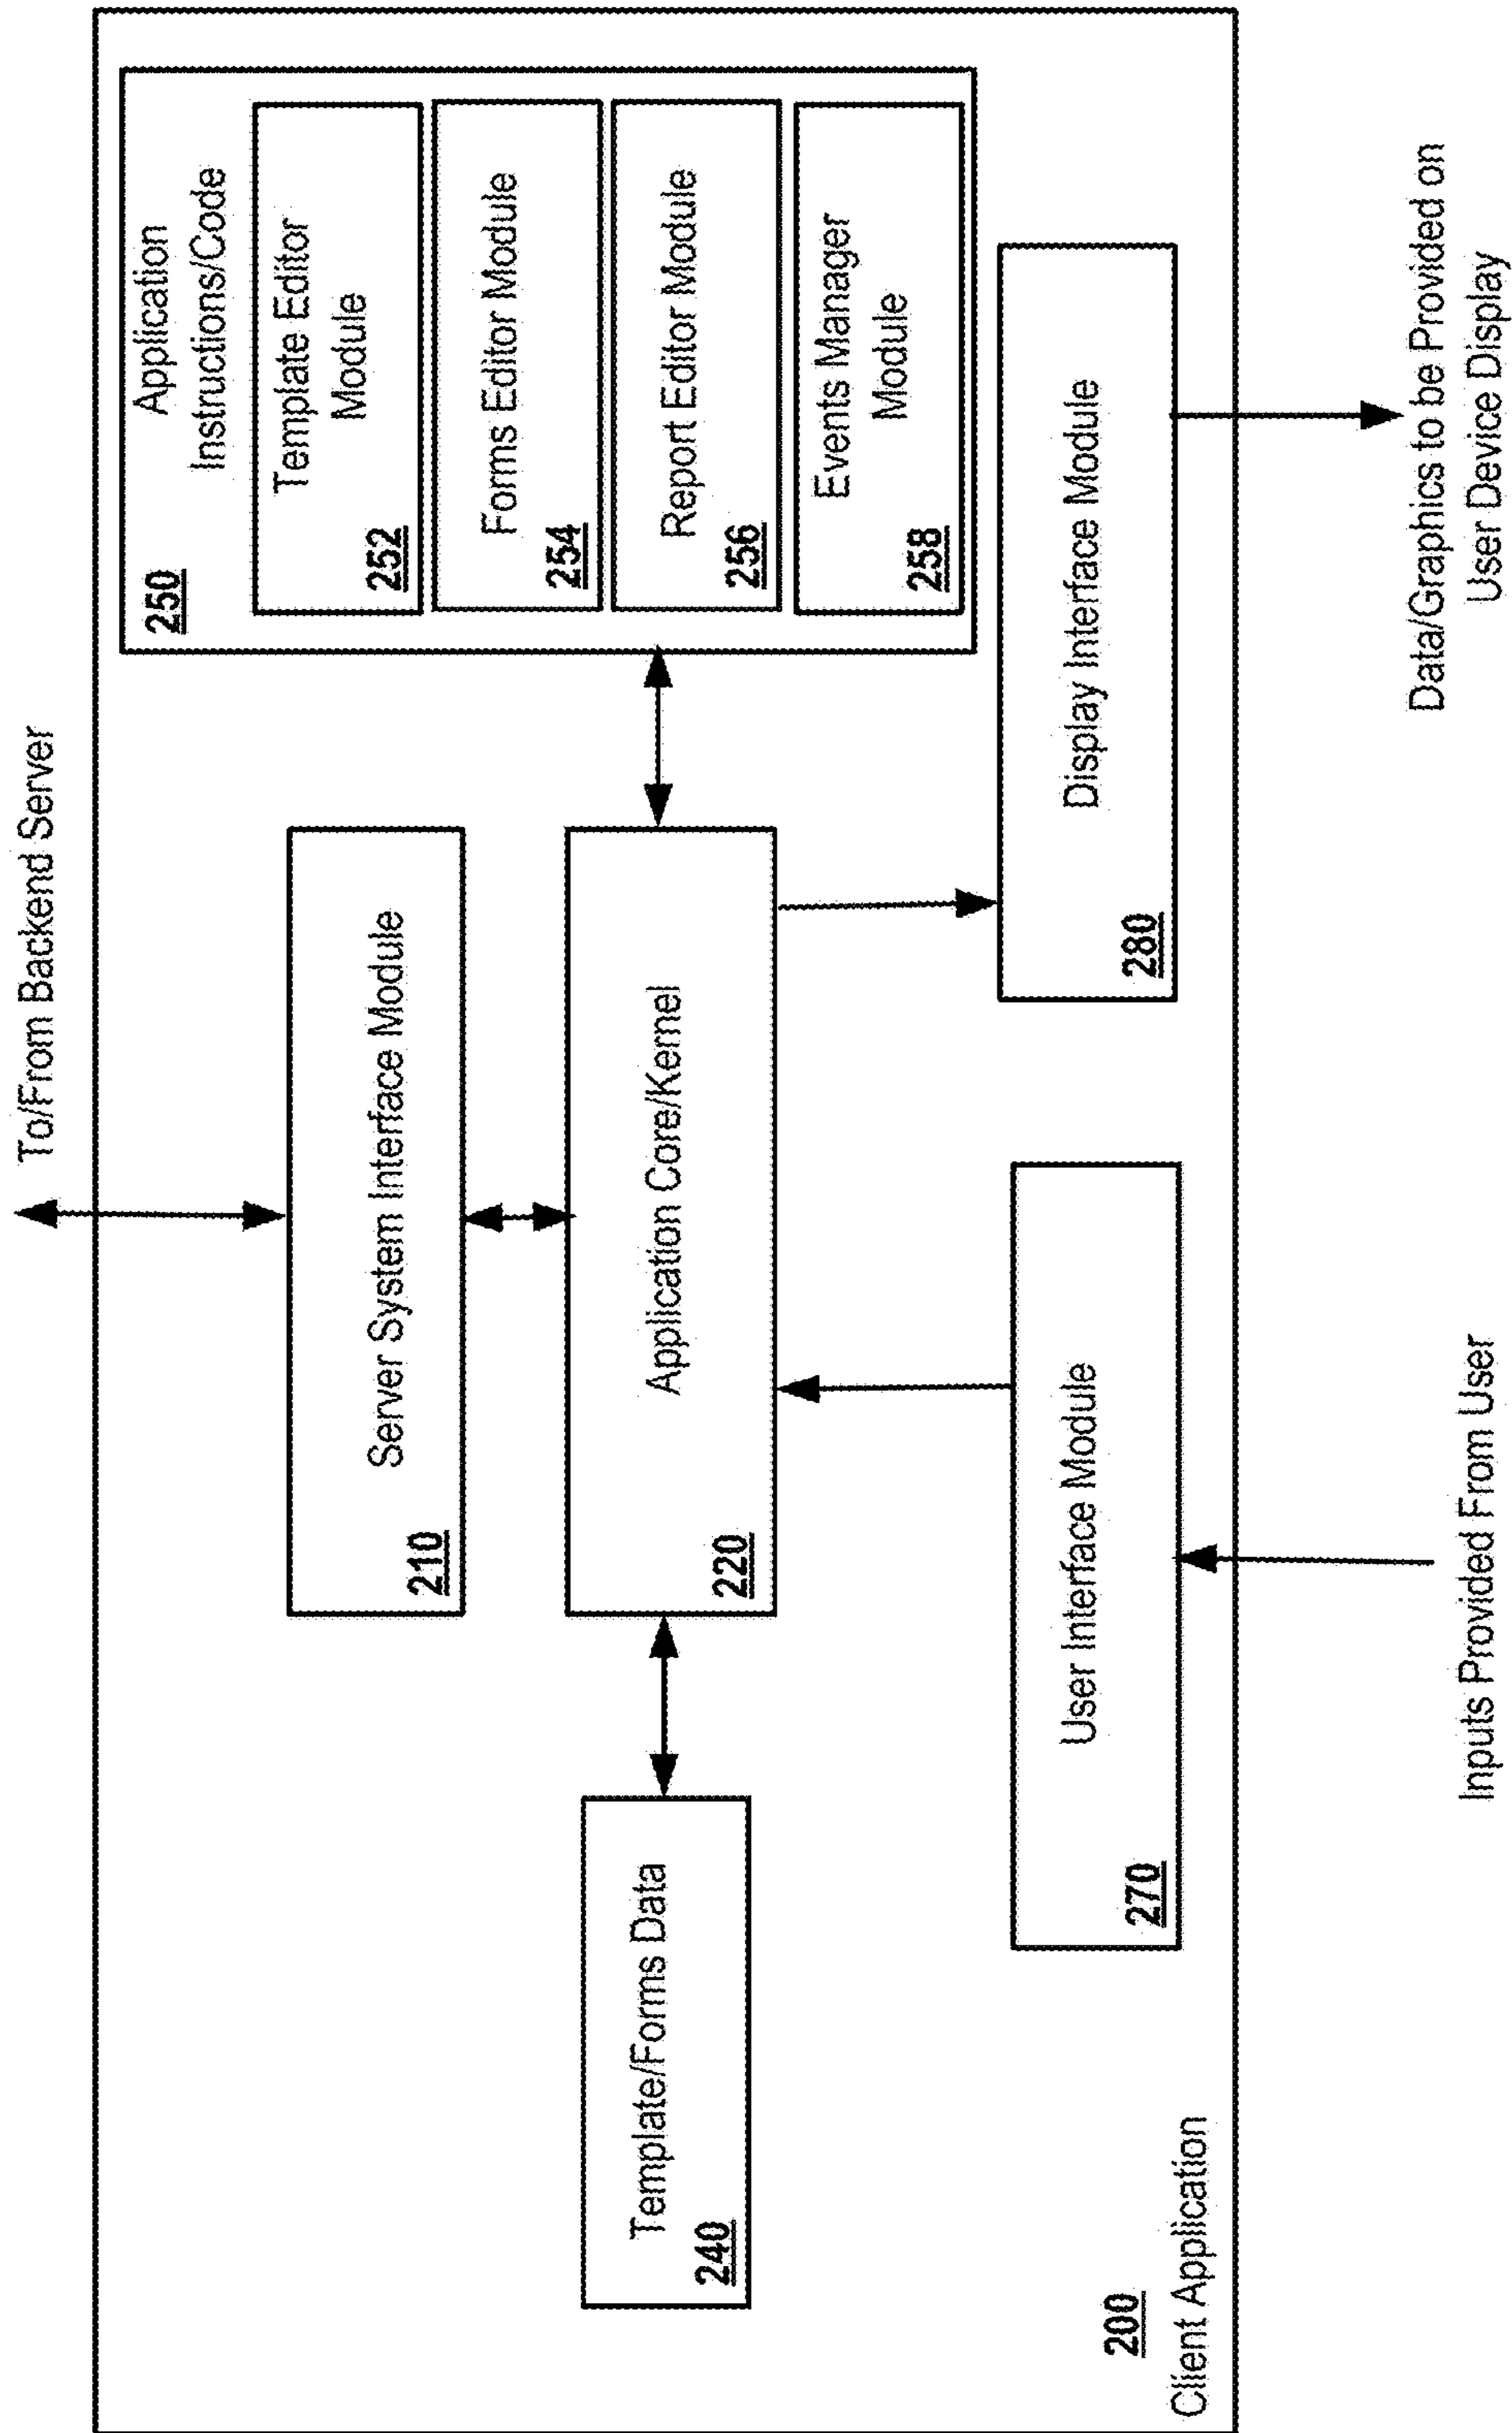 To/From Backend Server
Server System Interface Module
210
Application
Instructions/Code
250
Template Editor
Module
252
Forms Editor Module
254
Report Editor Module
256
Events Manager
Module
258
Template/Forms Data
240
Application Core/Kernel
220
User Interface Module
270
Display Interface Module
280
200
Client Application
Inputs Provided From User
Data/Graphics to be Provided on
User Device Display